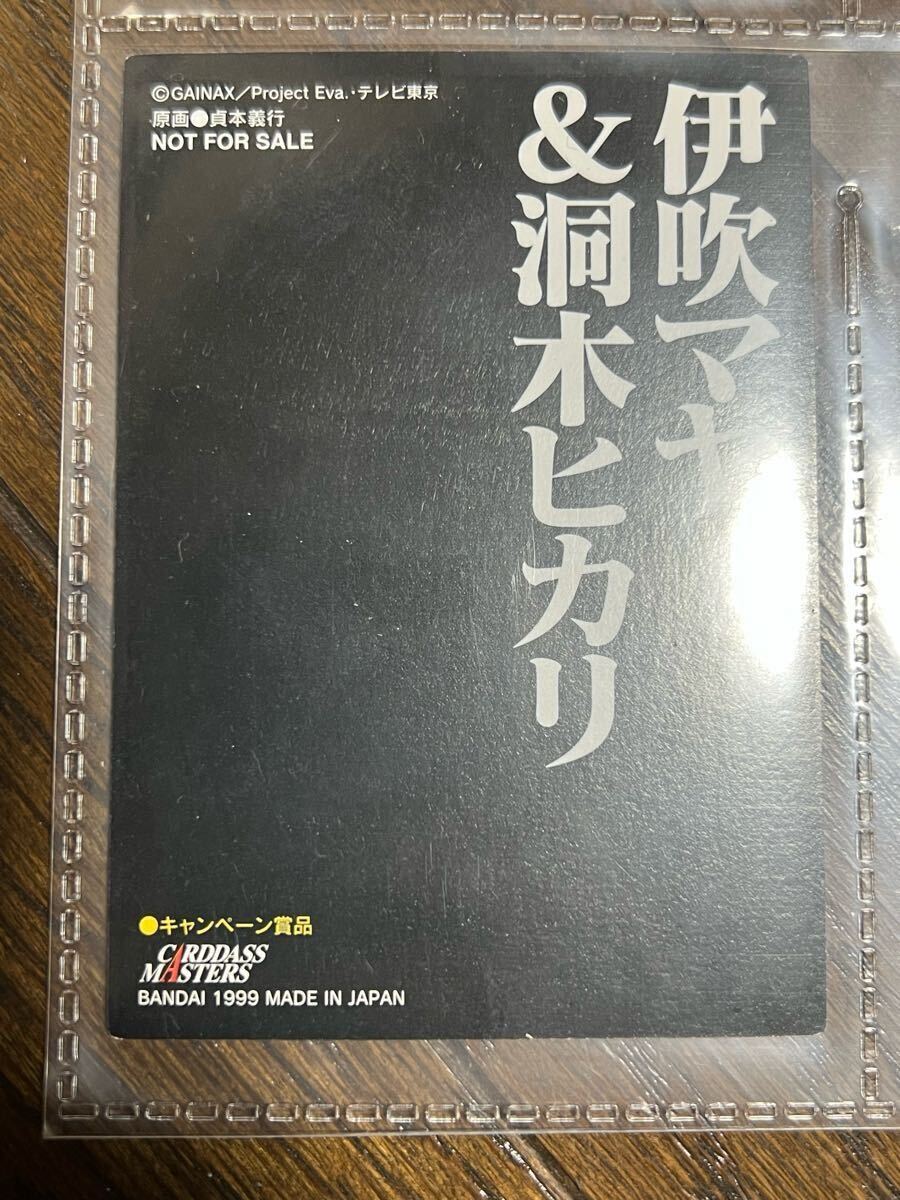 ©GAINAX／Project Eva.・テレビ東京
原画●貞本義行
NOT FOR SALE
伊吹マヤ
&洞木ヒカリ
●キャンペーン賞品
CARDDASS
MASTERS
BANDAI 1999 MADE IN JAPAN